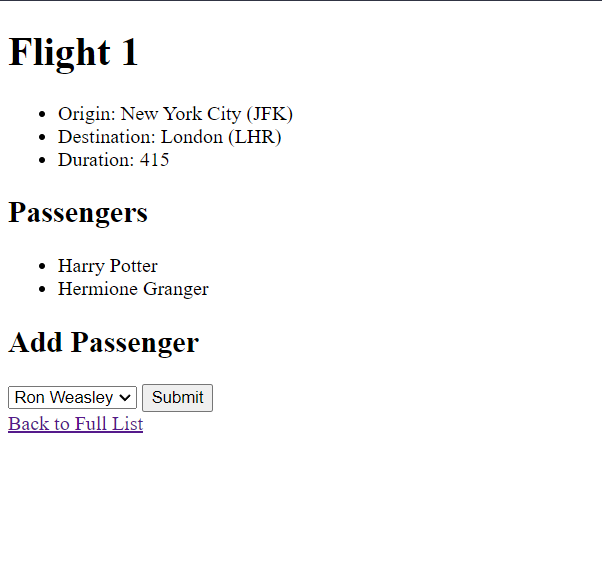 Flight 1
Origin: New York City (JFK)
Destination: London (LHR)
Duration: 415
Passengers
Harry Potter
Hermione Granger
Add Passenger
Ron Weasley Submit
Back to Full List